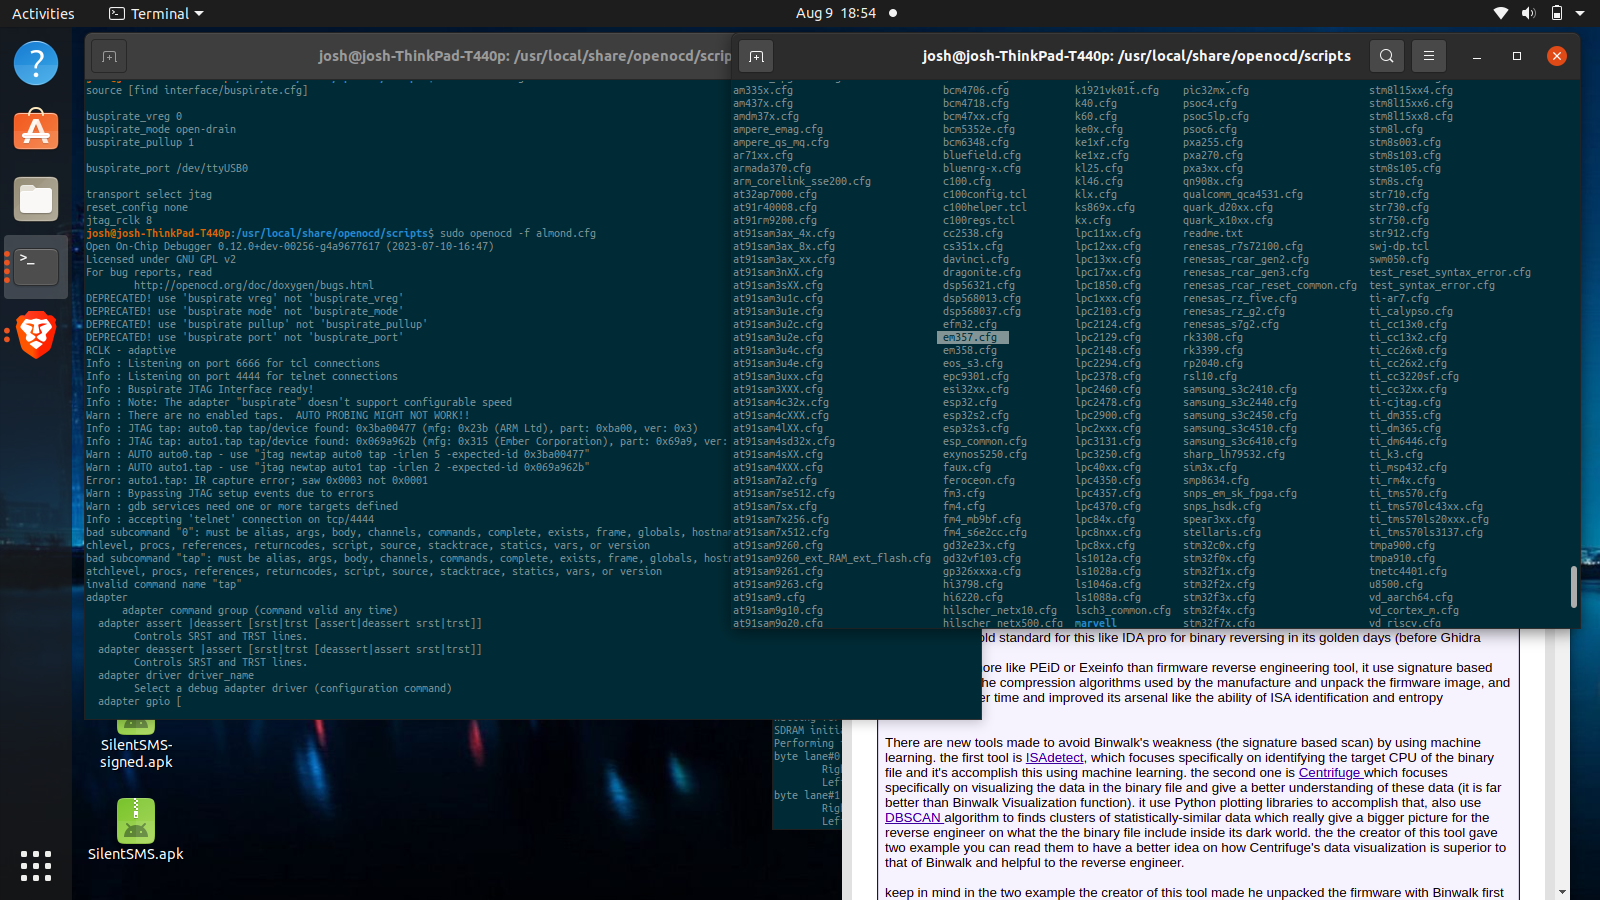 Activities
Terminal
Aug 9 18:54
josh@josh-ThinkPad-T440p: /usr/local/share/openocd/scrip
source [find interface/buspirate.cfg]
buspirate_vreg 0
buspirate_mode open-drain
buspirate_pullup 1
buspirate_port /dev/ttyUSB0
transport select jtag
reset_config none
jtag_rclk 8
josh@josh-ThinkPad-T440p:/usr/local/share/openocd/scripts$ sudo openocd -f almond.cfg
Open On-Chip Debugger 0.12.0+dev-00256-g4a9677617 (2023-07-10-16:47)
Licensed under GNU GPL v2
For bug reports, read
http://openocd.org/doc/doxygen/bugs.html
DEPRECATED! use 'buspirate vreg' not 'buspirate_vreg'
DEPRECATED! use 'buspirate mode' not 'buspirate_mode'
DEPRECATED! use 'buspirate pullup' not 'buspirate_pullup'
DEPRECATED! use 'buspirate port' not 'buspirate_port'
RCLK - adaptive
Info : Listening on port 6666 for tcl connections
Info : Listening on port 4444 for telnet connections
Info : Buspirate JTAG Interface ready!
Info : Note: The adapter "buspirate" doesn't support configurable speed
Warn : There are no enabled taps.  AUTO PROBING MIGHT NOT WORK!!
Info : JTAG tap: auto0.tap tap/device found: 0x3ba00477 (mfg: 0x23b (ARM Ltd), part: 0xba00, ver: 0x3)
Info : JTAG tap: auto1.tap tap/device found: 0x069a962b (mfg: 0x315 (Ember Corporation), part: 0x69a9, ver:
Warn : AUTO auto0.tap - use "jtag newtap auto0 tap -irlen 5 -expected-id 0x3ba00477"
Warn : AUTO auto1.tap - use "jtag newtap auto1 tap -irlen 2 -expected-id 0x069a962b"
Error: auto1.tap: IR capture error; saw 0x0003 not 0x0001
Warn : Bypassing JTAG setup events due to errors
Warn : gdb services need one or more targets defined
Info : accepting 'telnet' connection on tcp/4444
bad subcommand "0": must be alias, args, body, channels, commands, complete, exists, frame, globals, hostnam
chlevel, procs, references, returncodes, script, source, stacktrace, statics, vars, or version
bad subcommand "tap": must be alias, args, body, channels, commands, complete, exists, frame, globals, host
atchlevel, procs, references, returncodes, script, source, stacktrace, statics, vars, or version
invalid command name "tap"
adapter
adapter command group (command valid any time)
adapter assert |deassert [srst|trst [assert|deassert srst|trst]]
Controls SRST and TRST lines.
adapter deassert |assert [srst|trst [deassert|assert srst|trst]]
Controls SRST and TRST lines.
adapter driver driver_name
Select a debug adapter driver (configuration command)
adapter gpio [
josh@josh-ThinkPad-T440p: /usr/local/share/openocd/scripts
am335x.cfg bcm4706.cfg k1921vk01t.cfg pic32mx.cfg stm8l15xx4.cfg
am437x.cfg bcm4718.cfg k40.cfg psoc4.cfg stm8l15xx6.cfg
amdm37x.cfg bcm47xx.cfg k60.cfg psoc5lp.cfg stm8l15xx8.cfg
ampere_emag.cfg bcm5352e.cfg ke0x.cfg psoc6.cfg stm8l.cfg
ampere_qs_mq.cfg bcm6348.cfg ke1xf.cfg pxa255.cfg stm8s003.cfg
ar71xx.cfg bluefield.cfg ke1xz.cfg pxa270.cfg stm8s103.cfg
armada370.cfg bluenrg-x.cfg kl25.cfg pxa3xx.cfg stm8s105.cfg
arm_corelink_sse200.cfg c100.cfg kl46.cfg qn908x.cfg stm8s.cfg
at32ap7000.cfg c100config.tcl klx.cfg qualcomm_qca4531.cfg str710.cfg
at91r40008.cfg c100helper.tcl ks869x.cfg quark_d20xx.cfg str730.cfg
at91rm9200.cfg c100regs.tcl kx.cfg quark_x10xx.cfg str750.cfg
at91sam3ax_4x.cfg cc2538.cfg lpc11xx.cfg readme.txt str912.cfg
at91sam3ax_8x.cfg cs351x.cfg lpc12xx.cfg renesas_r7s72100.cfg swj-dp.tcl
at91sam3ax_xx.cfg davinci.cfg lpc13xx.cfg renesas_rcar_gen2.cfg swm050.cfg
at91sam3nXX.cfg dragonite.cfg lpc17xx.cfg renesas_rcar_gen3.cfg test_reset_syntax_error.cfg
at91sam3sXX.cfg dsp56321.cfg lpc1850.cfg renesas_rcar_reset_common.cfg test_syntax_error.cfg
at91sam3u1c.cfg dsp568013.cfg lpc1xxx.cfg renesas_rz_five.cfg ti-ar7.cfg
at91sam3u1e.cfg dsp568037.cfg lpc2103.cfg renesas_rz_g2.cfg ti_calypso.cfg
at91sam3u2c.cfg efm32.cfg lpc2124.cfg renesas_s7g2.cfg ti_cc13x0.cfg
at91sam3u2e.cfg em357.cfg lpc2129.cfg rk3308.cfg ti_cc13x2.cfg
at91sam3u4c.cfg em358.cfg lpc2148.cfg rk3399.cfg ti_cc26x0.cfg
at91sam3u4e.cfg eos_s3.cfg lpc2294.cfg rp2040.cfg ti_cc26x2.cfg
at91sam3uxx.cfg epc9301.cfg lpc2378.cfg rsl10.cfg ti_cc3220sf.cfg
at91sam3XXX.cfg esi32xx.cfg lpc2460.cfg samsung_s3c2410.cfg ti_cc32xx.cfg
at91sam4c32x.cfg esp32.cfg lpc2478.cfg samsung_s3c2440.cfg ti-cjtag.cfg
at91sam4cXXX.cfg esp32s2.cfg lpc2900.cfg samsung_s3c2450.cfg ti_dm355.cfg
at91sam4lXX.cfg esp32s3.cfg lpc2xxx.cfg samsung_s3c4510.cfg ti_dm365.cfg
at91sam4sd32x.cfg esp_common.cfg lpc3131.cfg samsung_s3c6410.cfg ti_dm6446.cfg
at91sam4sXX.cfg exynos5250.cfg lpc3250.cfg sharp_lh79532.cfg ti_k3.cfg
at91sam4XXX.cfg faux.cfg lpc40xx.cfg sim3x.cfg ti_msp432.cfg
at91sam7a2.cfg feroceon.cfg lpc4350.cfg smp8634.cfg ti_rm4x.cfg
at91sam7se512.cfg fm3.cfg lpc4357.cfg snps_em_sk_fpga.cfg ti_tms570.cfg
at91sam7sx.cfg fm4.cfg lpc4370.cfg snps_hsdk.cfg ti_tms570lc43xx.cfg
at91sam7x256.cfg fm4_mb9bf.cfg lpc84x.cfg spear3xx.cfg ti_tms570ls20xxx.cfg
at91sam7x512.cfg fm4_s6e2cc.cfg lpc8nxx.cfg stellaris.cfg ti_tms570ls3137.cfg
at91sam9260.cfg gd32e23x.cfg lpc8xx.cfg stm32c0x.cfg tmpa900.cfg
at91sam9260_ext_RAM_ext_flash.cfg gd32vf103.cfg ls1012a.cfg stm32f0x.cfg tmpa910.cfg
at91sam9261.cfg gp326xxxa.cfg ls1028a.cfg stm32f1x.cfg tnetc4401.cfg
at91sam9263.cfg hi3798.cfg ls1046a.cfg stm32f2x.cfg u8500.cfg
at91sam9.cfg hi6220.cfg ls1088a.cfg stm32f3x.cfg vd_aarch64.cfg
at91sam9g10.cfg hilscher_netx10.cfg lsch3_common.cfg stm32f4x.cfg vd_cortex_m.cfg
at91sam9g20.cfg hilscher_netx500.cfg marvell stm32f7x.cfg vd_riscv.cfg
old standard for this like IDA pro for binary reversing in its golden days (before Ghidra
ore like PEiD or Exeinfo than firmware reverse engineering tool, it use signature based
he compression algorithms used by the manufacture and unpack the firmware image, and
er time and improved its arsenal like the ability of ISA identification and entropy
There are new tools made to avoid Binwalk's weakness (the signature based scan) by using machine
learning. the first tool is ISAdetect, which focuses specifically on identifying the target CPU of the binary
file and it's accomplish this using machine learning. the second one is Centrifuge which focuses
specifically on visualizing the data in the binary file and give a better understanding of these data (it is far
better than Binwalk Visualization function). it use Python plotting libraries to accomplish that, also use
DBSCAN algorithm to finds clusters of statistically-similar data which really give a bigger picture for the
reverse engineer on what the the binary file include inside its dark world. the the creator of this tool gave
two example you can read them to have a better idea on how Centrifuge's data visualization is superior to
that of Binwalk and helpful to the reverse engineer.
keep in mind in the two example the creator of this tool made he unpacked the firmware with Binwalk first
SDRAM initia
Performing
byte lane#0
Righ
Left
byte lane#1
Righ
Left
SilentSMS-
signed.apk
SilentSMS.apk